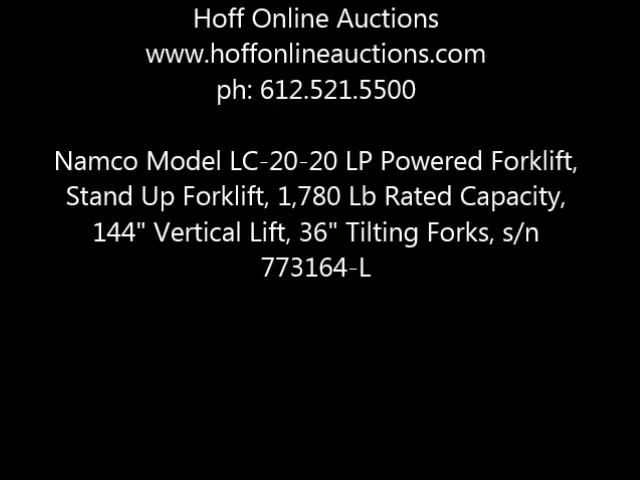 Hoff Online Auctions
www.hoffonlineauctions.com
ph: 612.521.5500
Namco Model LC-20-20 LP Powered Forklift,
Stand Up Forklift, 1,780 Lb Rated Capacity,
144" Vertical Lift, 36" Tilting Forks, s/n
773164-L